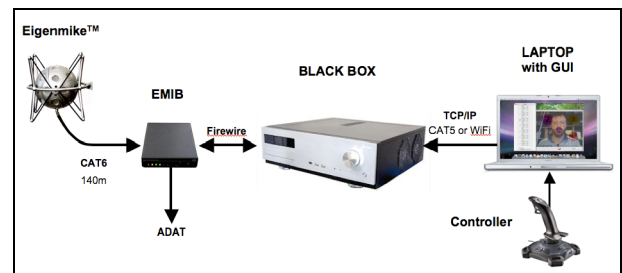 Eigenmike™
EMIB
BLACK BOX
LAPTOP
with GUI
Firewire
TCP/IP
CAT5 or WiFi
CAT6
140m
ADAT
Controller